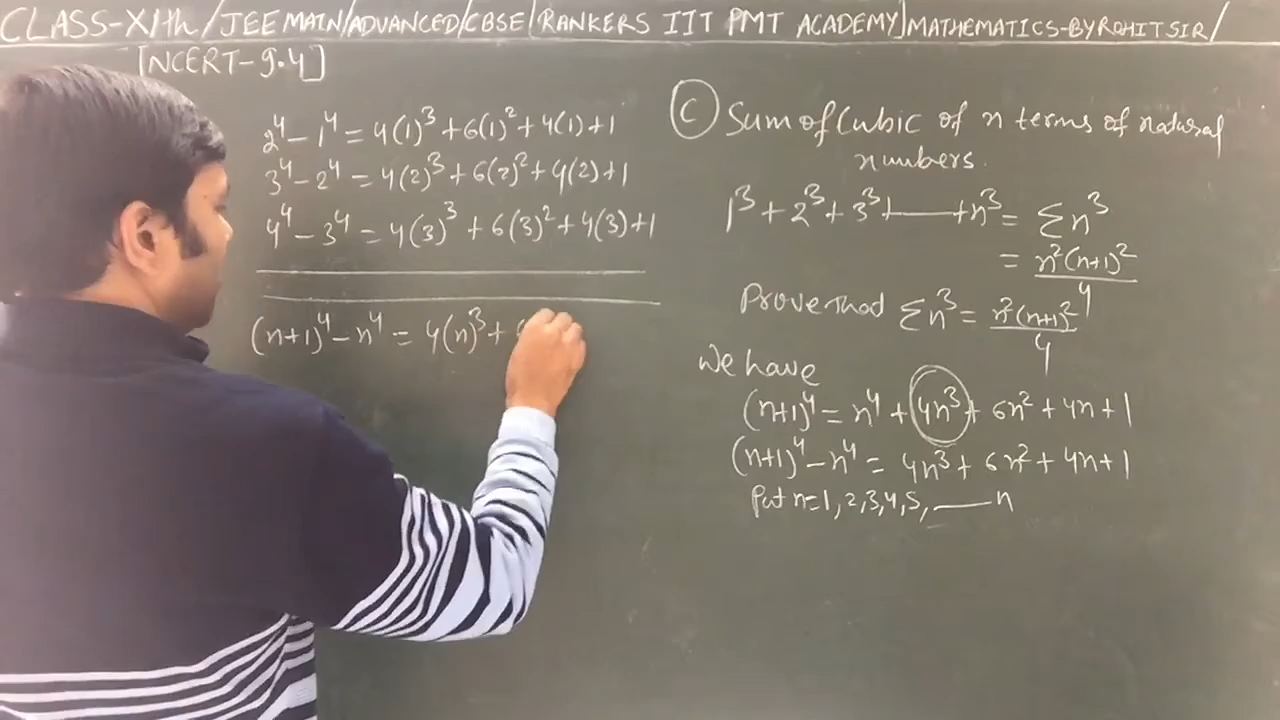 CLASS-XIth/JEE MAIN/ADVANCED/CBSE/RANKERS IIT PMT ACADEMY]MATHEMATICS-BY ROHIT SIR/
[NCERT-9.4]
2⁴-1⁴=4(1)³+6(1)²+4(1)+1
3⁴-2⁴=4(2)³+6(2)²+4(2)+1
4⁴-3⁴=4(3)³+6(3)²+4(3)+1
(n+1)⁴-n⁴=4(n)³+
(C) Sum of Cubic of n terms of natural
numbers.
1³+2³+3³+——+n³=Σn³
=n²(n+1)²/4
Prove that Σn³=n²(n+1)²/4
We have
(n+1)⁴=n⁴+4n³+6n²+4n+1
(n+1)⁴-n⁴=4n³+6n²+4n+1
Put n=1,2,3,4,5,——n